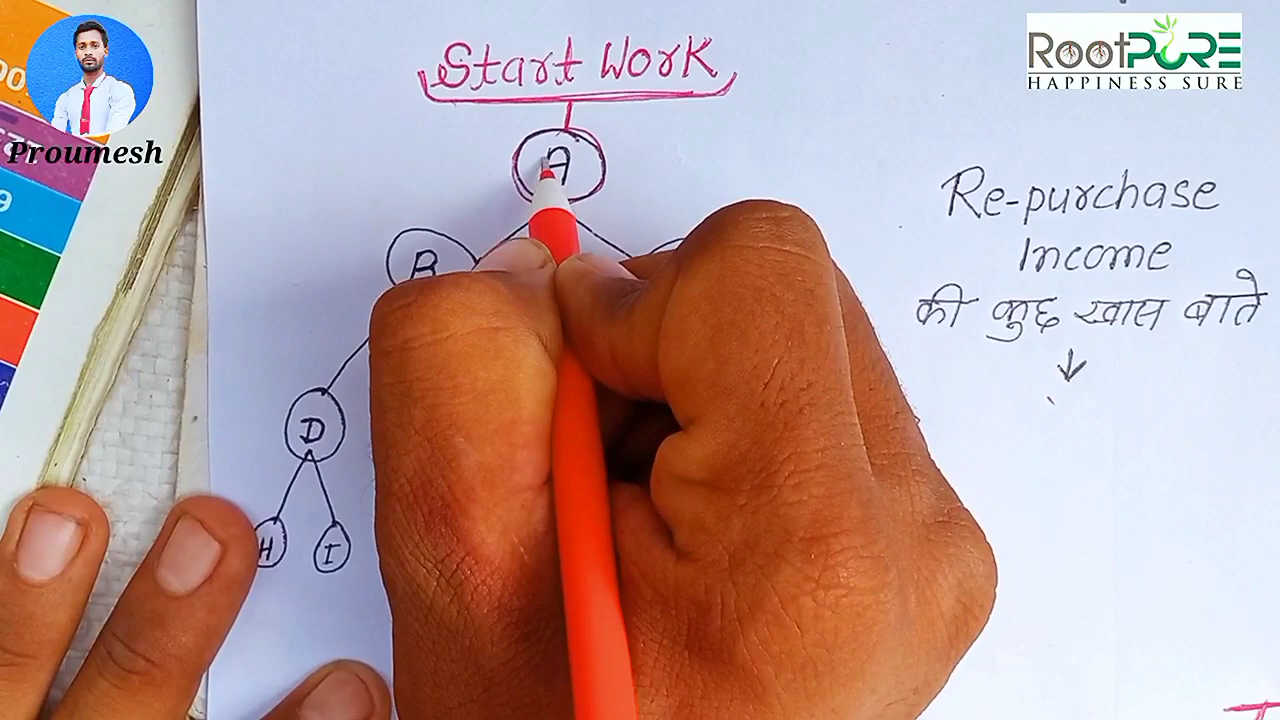 Start Work
A
B
D
H
I
Proumesh
RootPURE
HAPPINESS SURE
Re-purchase
Income
की कुछ खास बाते
↓